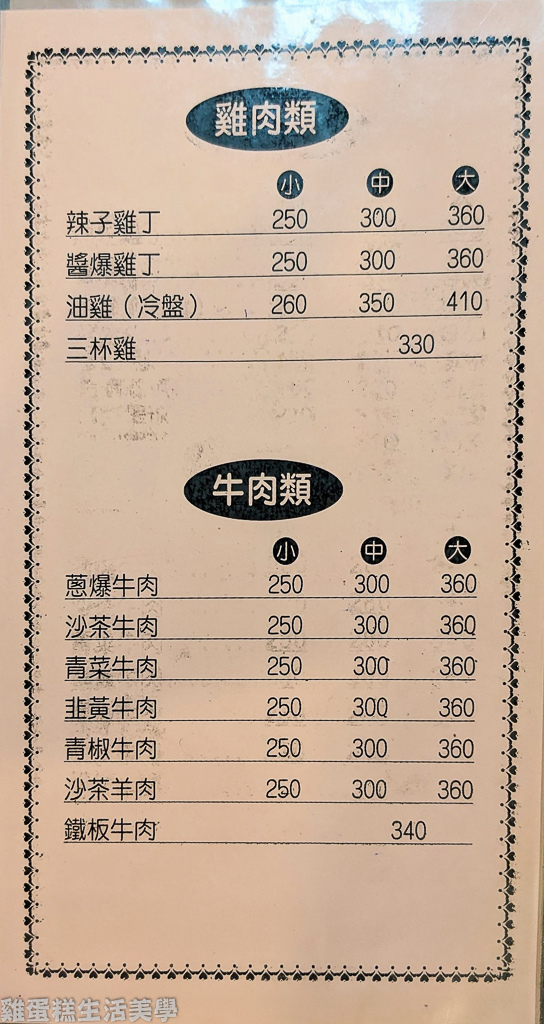 雞肉類
小 中 大
辣子雞丁 250 300 360
醬爆雞丁 250 300 360
油雞（冷盤） 260 350 410
三杯雞 330
牛肉類
小 中 大
蔥爆牛肉 250 300 360
沙茶牛肉 250 300 360
青菜牛肉 250 300 360
韭黃牛肉 250 300 360
青椒牛肉 250 300 360
沙茶羊肉 250 300 360
鐵板牛肉 340
雞蛋糕生活美學